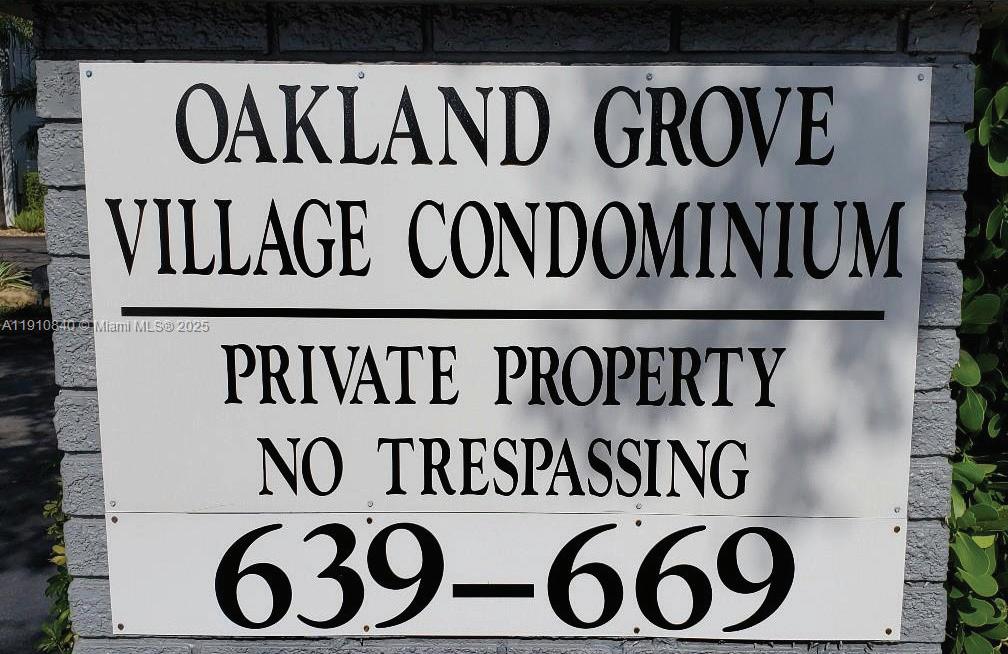 OAKLAND GROVE
VILLAGE CONDOMINIUM
A11910840 © Miami MLS® 2025
PRIVATE PROPERTY
NO TRESPASSING
639–669